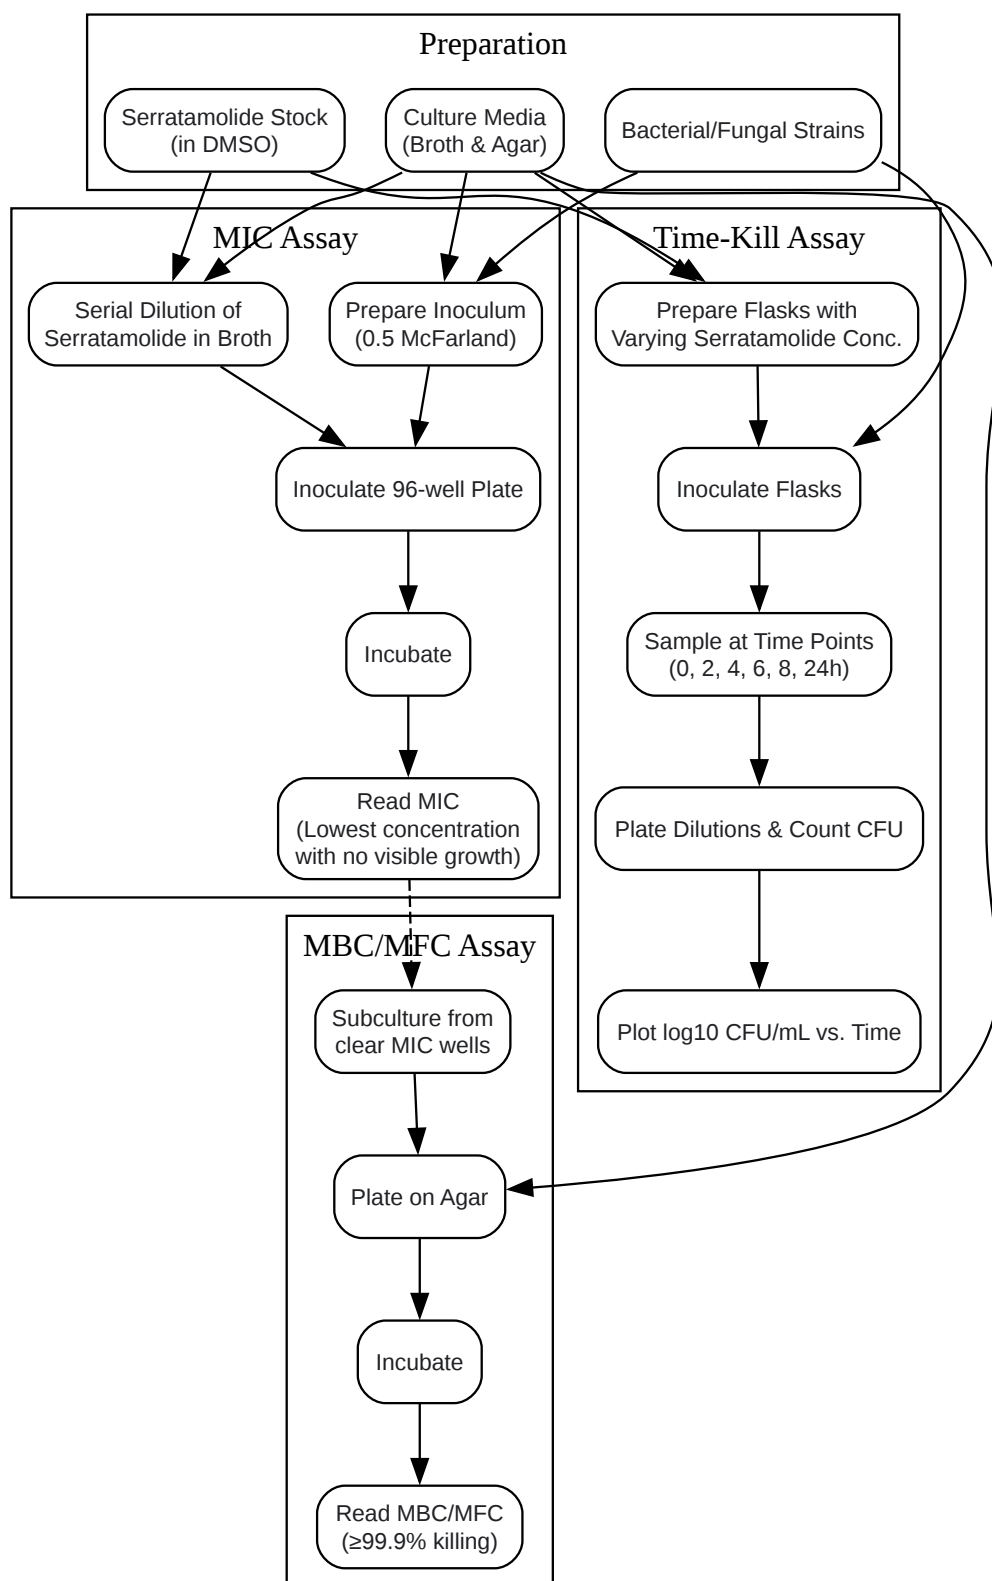 Preparation
Serratamolide Stock
(in DMSO)
Culture Media
(Broth & Agar)
Bacterial/Fungal Strains
MIC Assay
Serial Dilution of
Serratamolide in Broth
Prepare Inoculum
(0.5 McFarland)
Inoculate 96-well Plate
Incubate
Read MIC
(Lowest concentration
with no visible growth)
Time-Kill Assay
Prepare Flasks with
Varying Serratamolide Conc.
Inoculate Flasks
Sample at Time Points
(0, 2, 4, 6, 8, 24h)
Plate Dilutions & Count CFU
Plot log10 CFU/mL vs. Time
MBC/MFC Assay
Subculture from
clear MIC wells
Plate on Agar
Incubate
Read MBC/MFC
(≥99.9% killing)